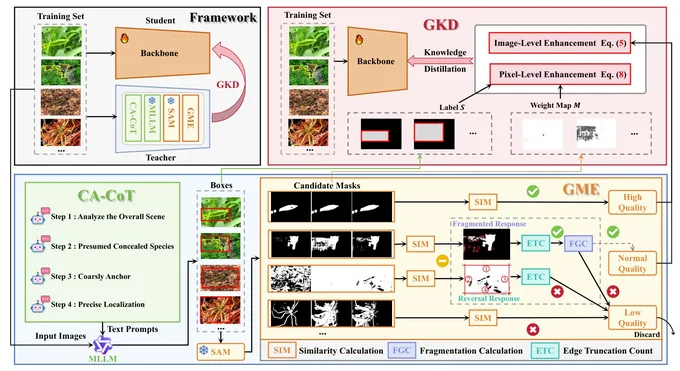 Training Set
Student
Framework
Backbone
GKD
CA-CoT
MLLM
SAM
GME
...
Teacher
Training Set
GKD
Backbone
Knowledge
Distillation
Image-Level Enhancement Eq. (5)
Pixel-Level Enhancement Eq. (8)
Label S
Weight Map M
...
...
...
CA-CoT
Step 1 : Analyze the Overall Scene
Step 2 : Presumed Concealed Species
Step 3 : Coarsly Anchor
Step 4 : Precise Localization
Input Images
Text Prompts
MLLM
Boxes
...
SAM
Candidate Masks
GME
SIM
High
Quality
Fragmented Response
SIM
ETC
FGC
Normal
Quality
SIM
ETC
Reversal Response
SIM
Low
Quality
Discard
...
SIM Similarity Calculation
FGC Fragmentation Calculation
ETC Edge Truncation Count